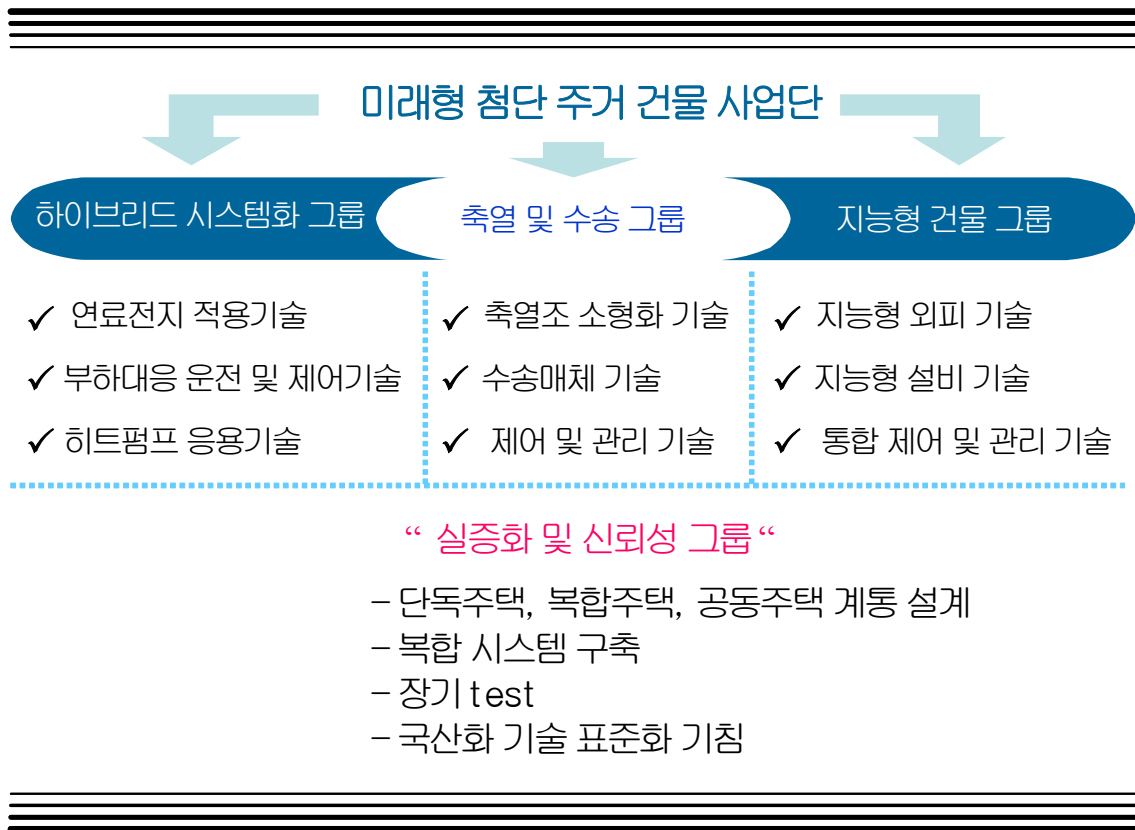 미래형 첨단 주거 건물 사업단
하이브리드 시스템화 그룹
축열 및 수송 그룹
지능형 건물 그룹
✓ 연료전지 적용기술
✓ 부하대응 운전 및 제어기술
✓ 히트펌프 응용기술
✓ 축열조 소형화 기술
✓ 수송매체 기술
✓ 제어 및 관리 기술
✓ 지능형 외피 기술
✓ 지능형 설비 기술
✓ 통합 제어 및 관리 기술
“ 실증화 및 신뢰성 그룹 “
– 단독주택, 복합주택, 공동주택 계통 설계
– 복합 시스템 구축
– 장기 test
– 국산화 기술 표준화 기침